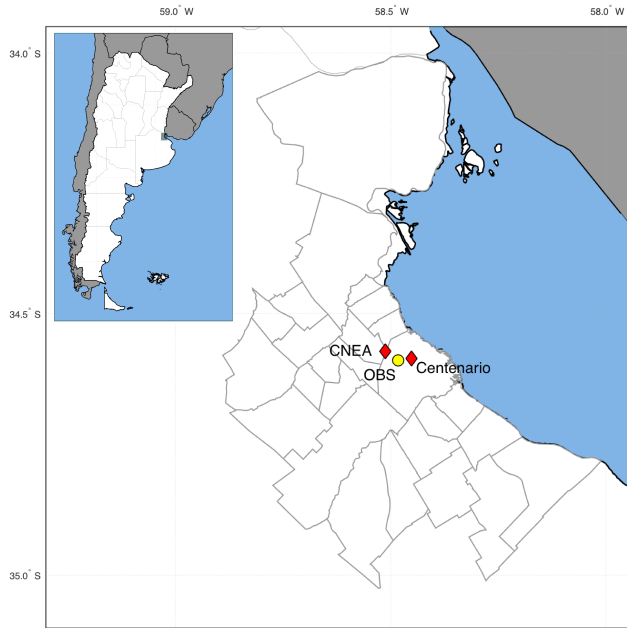 59.0° W
58.5° W
58.0° W
34.0° S
34.5° S
CNEA
Centenario
OBS
35.0° S